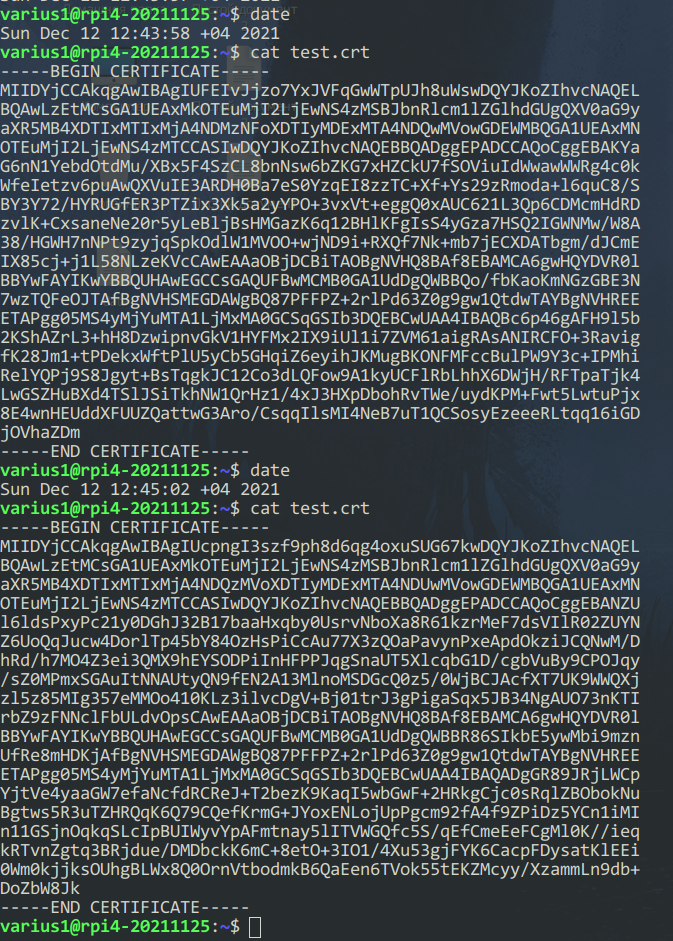 varius1@rpi4-20211125:~$ date
Sun Dec 12 12:43:58 +04 2021
varius1@rpi4-20211125:~$ cat test.crt
-----BEGIN CERTIFICATE-----
MIIDYjCCAkqgAwIBAgIUFEIvJjzo7YxJVFqGwWTpUJh8uWswDQYJKoZIhvcNAQEL
BQAwLzEtMCsGA1UEAxMkOTEuMjI2LjEwNS4zMSBJbnRlcm1lZGlhdGUgQXV0aG9y
aXR5MB4XDTIxMTIxMjA4NDMzNFoXDTIyMDExMTA4NDQwMVowGDEWMBQGA1UEAxMN
OTEuMjI2LjEwNS4zMTCCASIwDQYJKoZIhvcNAQEBBQADggEPADCCAQoCggEBAKYa
G6nN1YebdOtdMu/XBx5F4SzCL8bnNsw6bZKG7xHZCkU7fSOViuIdWwawWWRg4c0k
WfeIetzv6puAwQXVuIE3ARDH0Ba7eS0YzqEI8zzTC+Xf+Ys29zRmoda+l6quC8/S
BY3Y72/HYRUGfER3PTZix3Xk5a2yYPO+3vxVt+eggQ0xAUC621L3Qp6CDMcmHdRD
zvlK+CxsaneNe20r5yLeBljBsHMGazK6q12BHlKFgIsS4yGza7HSQ2IGWNMw/W8A
38/HGWH7nNPt9zyjqSpkOdlW1MVOO+wjND9i+RXQf7Nk+mb7jECXDATbgm/dJCmE
IX85cj+j1L58NLzeKVcCAwEAAaOBjDCBiTAOBgNVHQ8BAf8EBAMCA6gwHQYDVR0l
BBYwFAYIKwYBBQUHAwEGCCsGAQUFBwMCMB0GA1UdDgQWBBQo/fbKaoKmNGzGBE3N
7wzTQFeOJTAfBgNVHSMEGDAWgBQ87PFFPZ+2rlPd63Z0g9gw1QtdwTAYBgNVHREE
ETAPgg05MS4yMjYuMTA1LjMxMA0GCSqGSIb3DQEBCwUAA4IBAQBc6p46gAFH9l5b
2KShAZrL3+hH8DzwipnvGkV1HYFMx2IX9iUl1i7ZVM61aigRAsANIRCFO+3Ravig
fK28Jm1+tPDekxWftPlU5yCb5GHqiZ6eyihJKMugBKONFMFccBulPW9Y3c+IPMhi
RelYQPj9S8Jgyt+BsTqgkJC12Co3dLQFow9A1kyUCFlRbLhhX6DWjH/RFTpaTjk4
LwGSZHuBXd4TSlJSiTkhNW1QrHz1/4xJ3HXpDbohRvTWe/uydKPM+Fwt5LwtuPjx
8E4wnHEUddXFUUZQattwG3Aro/CsqqIlsMI4NeB7uT1QCSosyEzeeeRLtqq16iGD
jOVhaZDm
-----END CERTIFICATE-----
varius1@rpi4-20211125:~$ date
Sun Dec 12 12:45:02 +04 2021
varius1@rpi4-20211125:~$ cat test.crt
-----BEGIN CERTIFICATE-----
MIIDYjCCAkqgAwIBAgIUcpngI3szf9ph8d6qg4oxuSUG67kwDQYJKoZIhvcNAQEL
BQAwLzEtMCsGA1UEAxMkOTEuMjI2LjEwNS4zMSBJbnRlcm1lZGlhdGUgQXV0aG9y
aXR5MB4XDTIxMTIxMjA4NDQzMVoXDTIyMDExMTA4NDUwMVowGDEWMBQGA1UEAxMN
OTEuMjI2LjEwNS4zMTCCASIwDQYJKoZIhvcNAQEBBQADggEPADCCAQoCggEBANZU
l6ldsPxyPc21y0DGhJ32B17baaHxqby0UsrvNboXa8R61kzrMeF7dsVIlR02ZUYN
Z6UoQqJucw4DorlTp45bY84OzHsPiCcAu77X3zQOaPavynPxeApdOkziJCQNwM/D
hRd/h7MO4Z3ei3QMX9hEYSODPiInHFPPJqgSnaUT5XlcqbG1D/cgbVuBy9CPOJqy
/sZ0MPmxSGAuItNNAUtyQN9fEN2A13MlnoMSDGcQ0z5/0WjBCJAcfXT7UK9WWQXj
zl5z85MIg357eMMOo410KLz3ilvcDgV+Bj01trJ3gPigaSqx5JB34NgAUO73nKTI
rbZ9zFNNclFbULdvOpsCAwEAAaOBjDCBiTAOBgNVHQ8BAf8EBAMCA6gwHQYDVR0l
BBYwFAYIKwYBBQUHAwEGCCsGAQUFBwMCMB0GA1UdDgQWBBR86SIkbE5ywMbi9mzn
UfRe8mHDKjAfBgNVHSMEGDAWgBQ87PFFPZ+2rlPd63Z0g9gw1QtdwTAYBgNVHREE
ETAPgg05MS4yMjYuMTA1LjMxMA0GCSqGSIb3DQEBCwUAA4IBAQADgGR89JRjLWCp
YjtVe4yaaGW7efaNcfdRCReJ+T2bezK9KaqI5WbGwF+2HRkgCjc0sRqlZBObokNu
Bgtws5R3uTZHRQqK6Q79CQefKrmG+JYoxENLojUpPgcm92fA4f9ZPiDz5YCn1iMI
n11GSjnOqkqSLcIpBUIWyvYpAFmtnay5lITVWGQfc5S/qEfCmeEeFCgMl0K//ieq
kRTvnZgtq3BRjdue/DMDbckK6mC+8etO+3IO1/4Xu53gjFYK6CacpFDysatKlEEi
0Wm0kjjksOUhgBLWx8Q0OrnVtbodmkB6QaEen6TVok55tEKZMcyy/XzammLn9db+
DoZbW8Jk
-----END CERTIFICATE-----
varius1@rpi4-20211125:~$